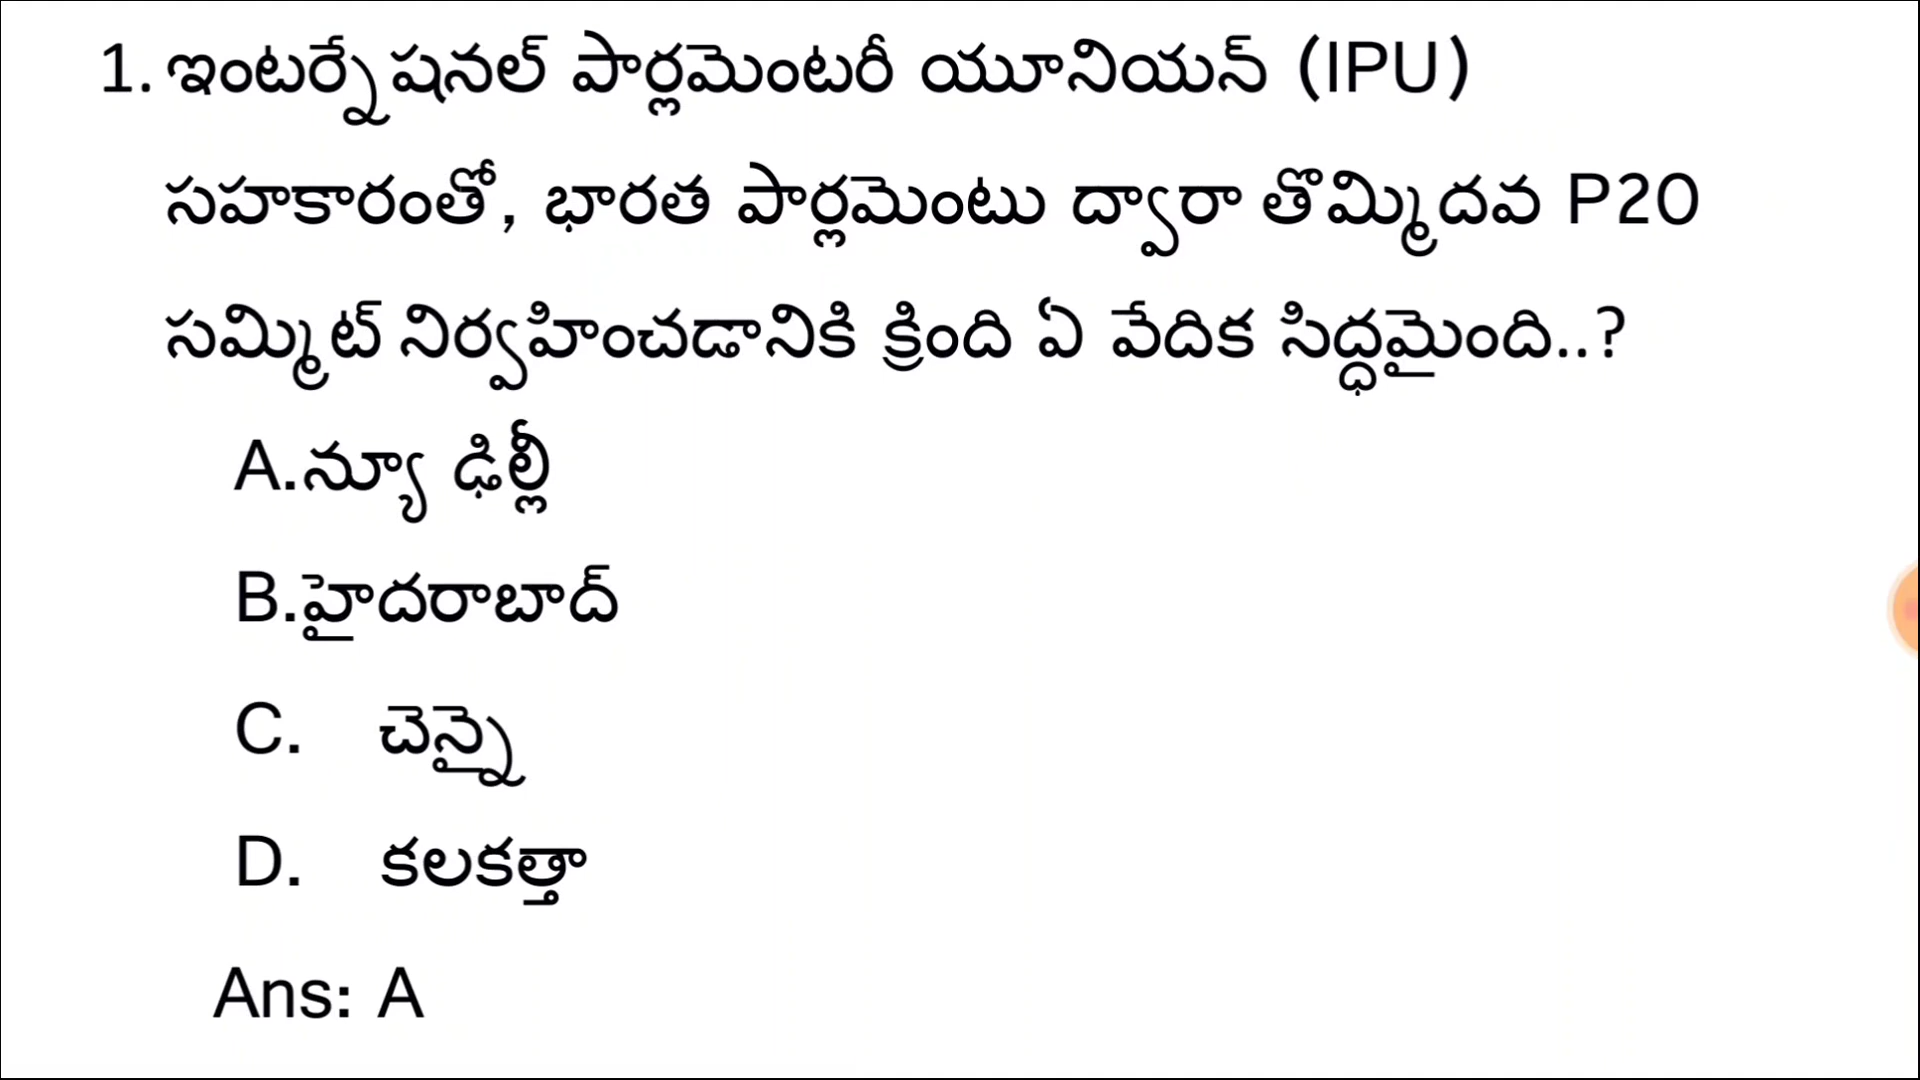 1. ఇంటర్నేషనల్ పార్లమెంటరీ యూనియన్ (IPU)
సహకారంతో, భారత పార్లమెంటు ద్వారా తొమ్మిదవ P20
సమ్మిట్ నిర్వహించడానికి క్రింది ఏ వేదిక సిద్ధమైంది..?
A.న్యూ ఢిల్లీ
B.హైదరాబాద్
C. చెన్నై
D. కలకత్తా
Ans: A